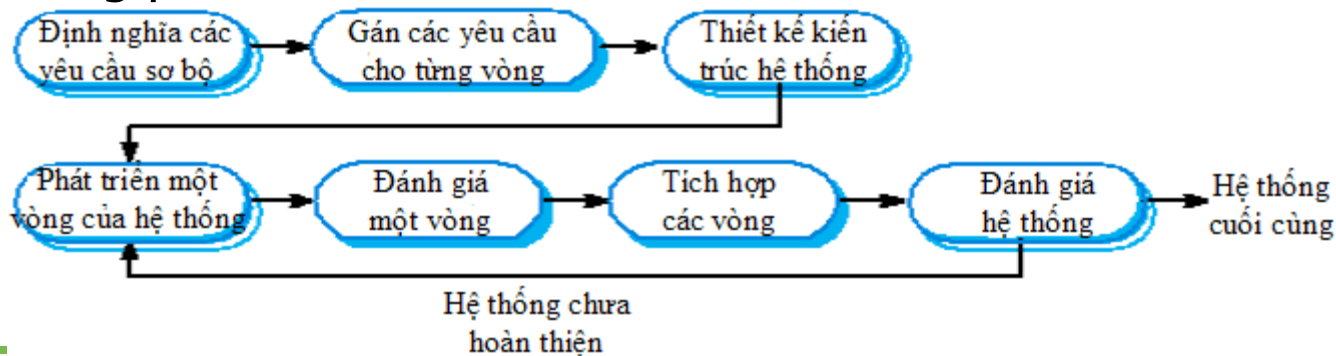 Định nghĩa các
yêu cầu sơ bộ
Gán các yêu cầu
cho từng vòng
Thiết kế kiến
trúc hệ thống
Phát triển một
vòng của hệ thống
Đánh giá
một vòng
Tích hợp
các vòng
Đánh giá
hệ thống
Hệ thống
cuối cùng
Hệ thống chưa
hoàn thiện